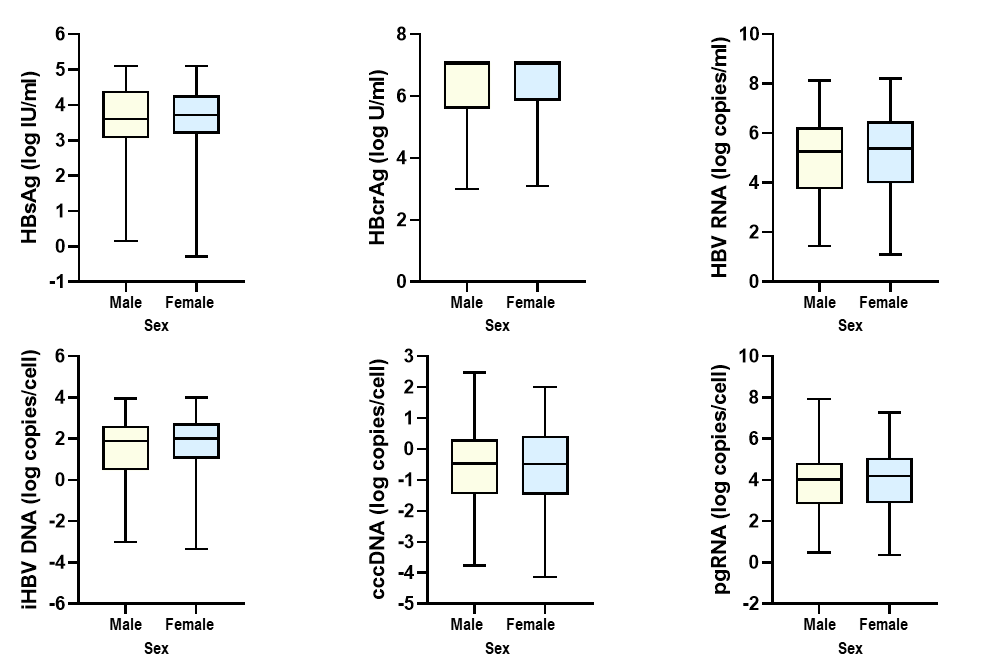 HBsAg (log IU/ml)
6
5
4
3
2
1
0
-1
Male Female
Sex
HBcrAg (log U/ml)
8
6
4
2
0
Male Female
Sex
HBV RNA (log copies/ml)
10
8
6
4
2
0
Male Female
Sex
iHBV DNA (log copies/cell)
6
4
2
0
-2
-4
-6
Male Female
Sex
cccDNA (log copies/cell)
3
2
1
0
-1
-2
-3
-4
-5
Male Female
Sex
pgRNA (log copies/cell)
10
8
6
4
2
0
-2
Male Female
Sex